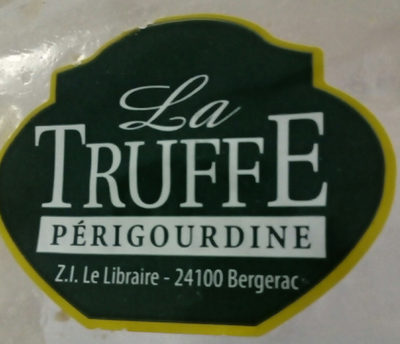 La
TRUFFE
PÉRIGOURDINE
Z.I. Le Libraire - 24100 Bergerac